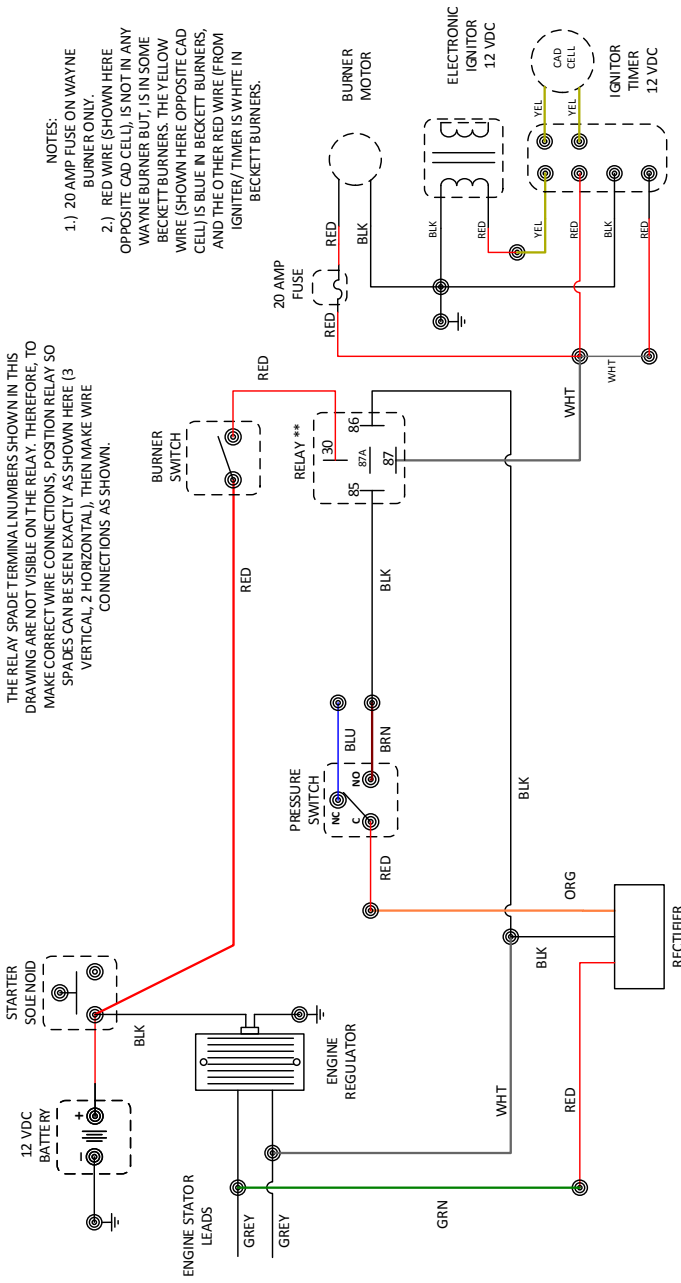 THE RELAY SPADE TERMINAL NUMBERS SHOWN IN THIS
DRAWING ARE NOT VISIBLE ON THE RELAY. THEREFORE, TO
MAKE CORRECT WIRE CONNECTIONS, POSITION RELAY SO
SPADES CAN BE SEEN EXACTLY AS SHOWN HERE (3
VERTICAL, 2 HORIZONTAL), THEN MAKE WIRE
CONNECTIONS AS SHOWN.
NOTES:
1.) 20 AMP FUSE ON WAYNE
BURNER ONLY.
2.) RED WIRE (SHOWN HERE
OPPOSITE CAD CELL), IS NOT IN ANY
WAYNE BURNER BUT, IS IN SOME
BECKETT BURNERS. THE YELLOW
WIRE (SHOWN HERE OPPOSITE CAD
CELL) IS BLUE IN BECKETT BURNERS,
AND THE OTHER RED WIRE (FROM
IGNITER/ TIMER IS WHITE IN
BECKETT BURNERS.
12 VDC
BATTERY
+
–
STARTER
SOLENOID
BLK
ENGINE
REGULATOR
ENGINE STATOR
LEADS
GREY
GREY
GRN
WHT
RED
RECTIFIER
BLK
ORG
BLK
PRESSURE
SWITCH
NC
NO
C
RED
BLU
BRN
BLK
RED
BURNER
SWITCH
RED
RELAY **
30
85
86
87A
87
20 AMP
FUSE
RED
RED
BLK
BURNER
MOTOR
ELECTRONIC
IGNITOR
12 VDC
BLK
RED
YEL
RED
BLK
RED
YEL
YEL
CAD
CELL
IGNITOR
TIMER
12 VDC
WHT
WHT